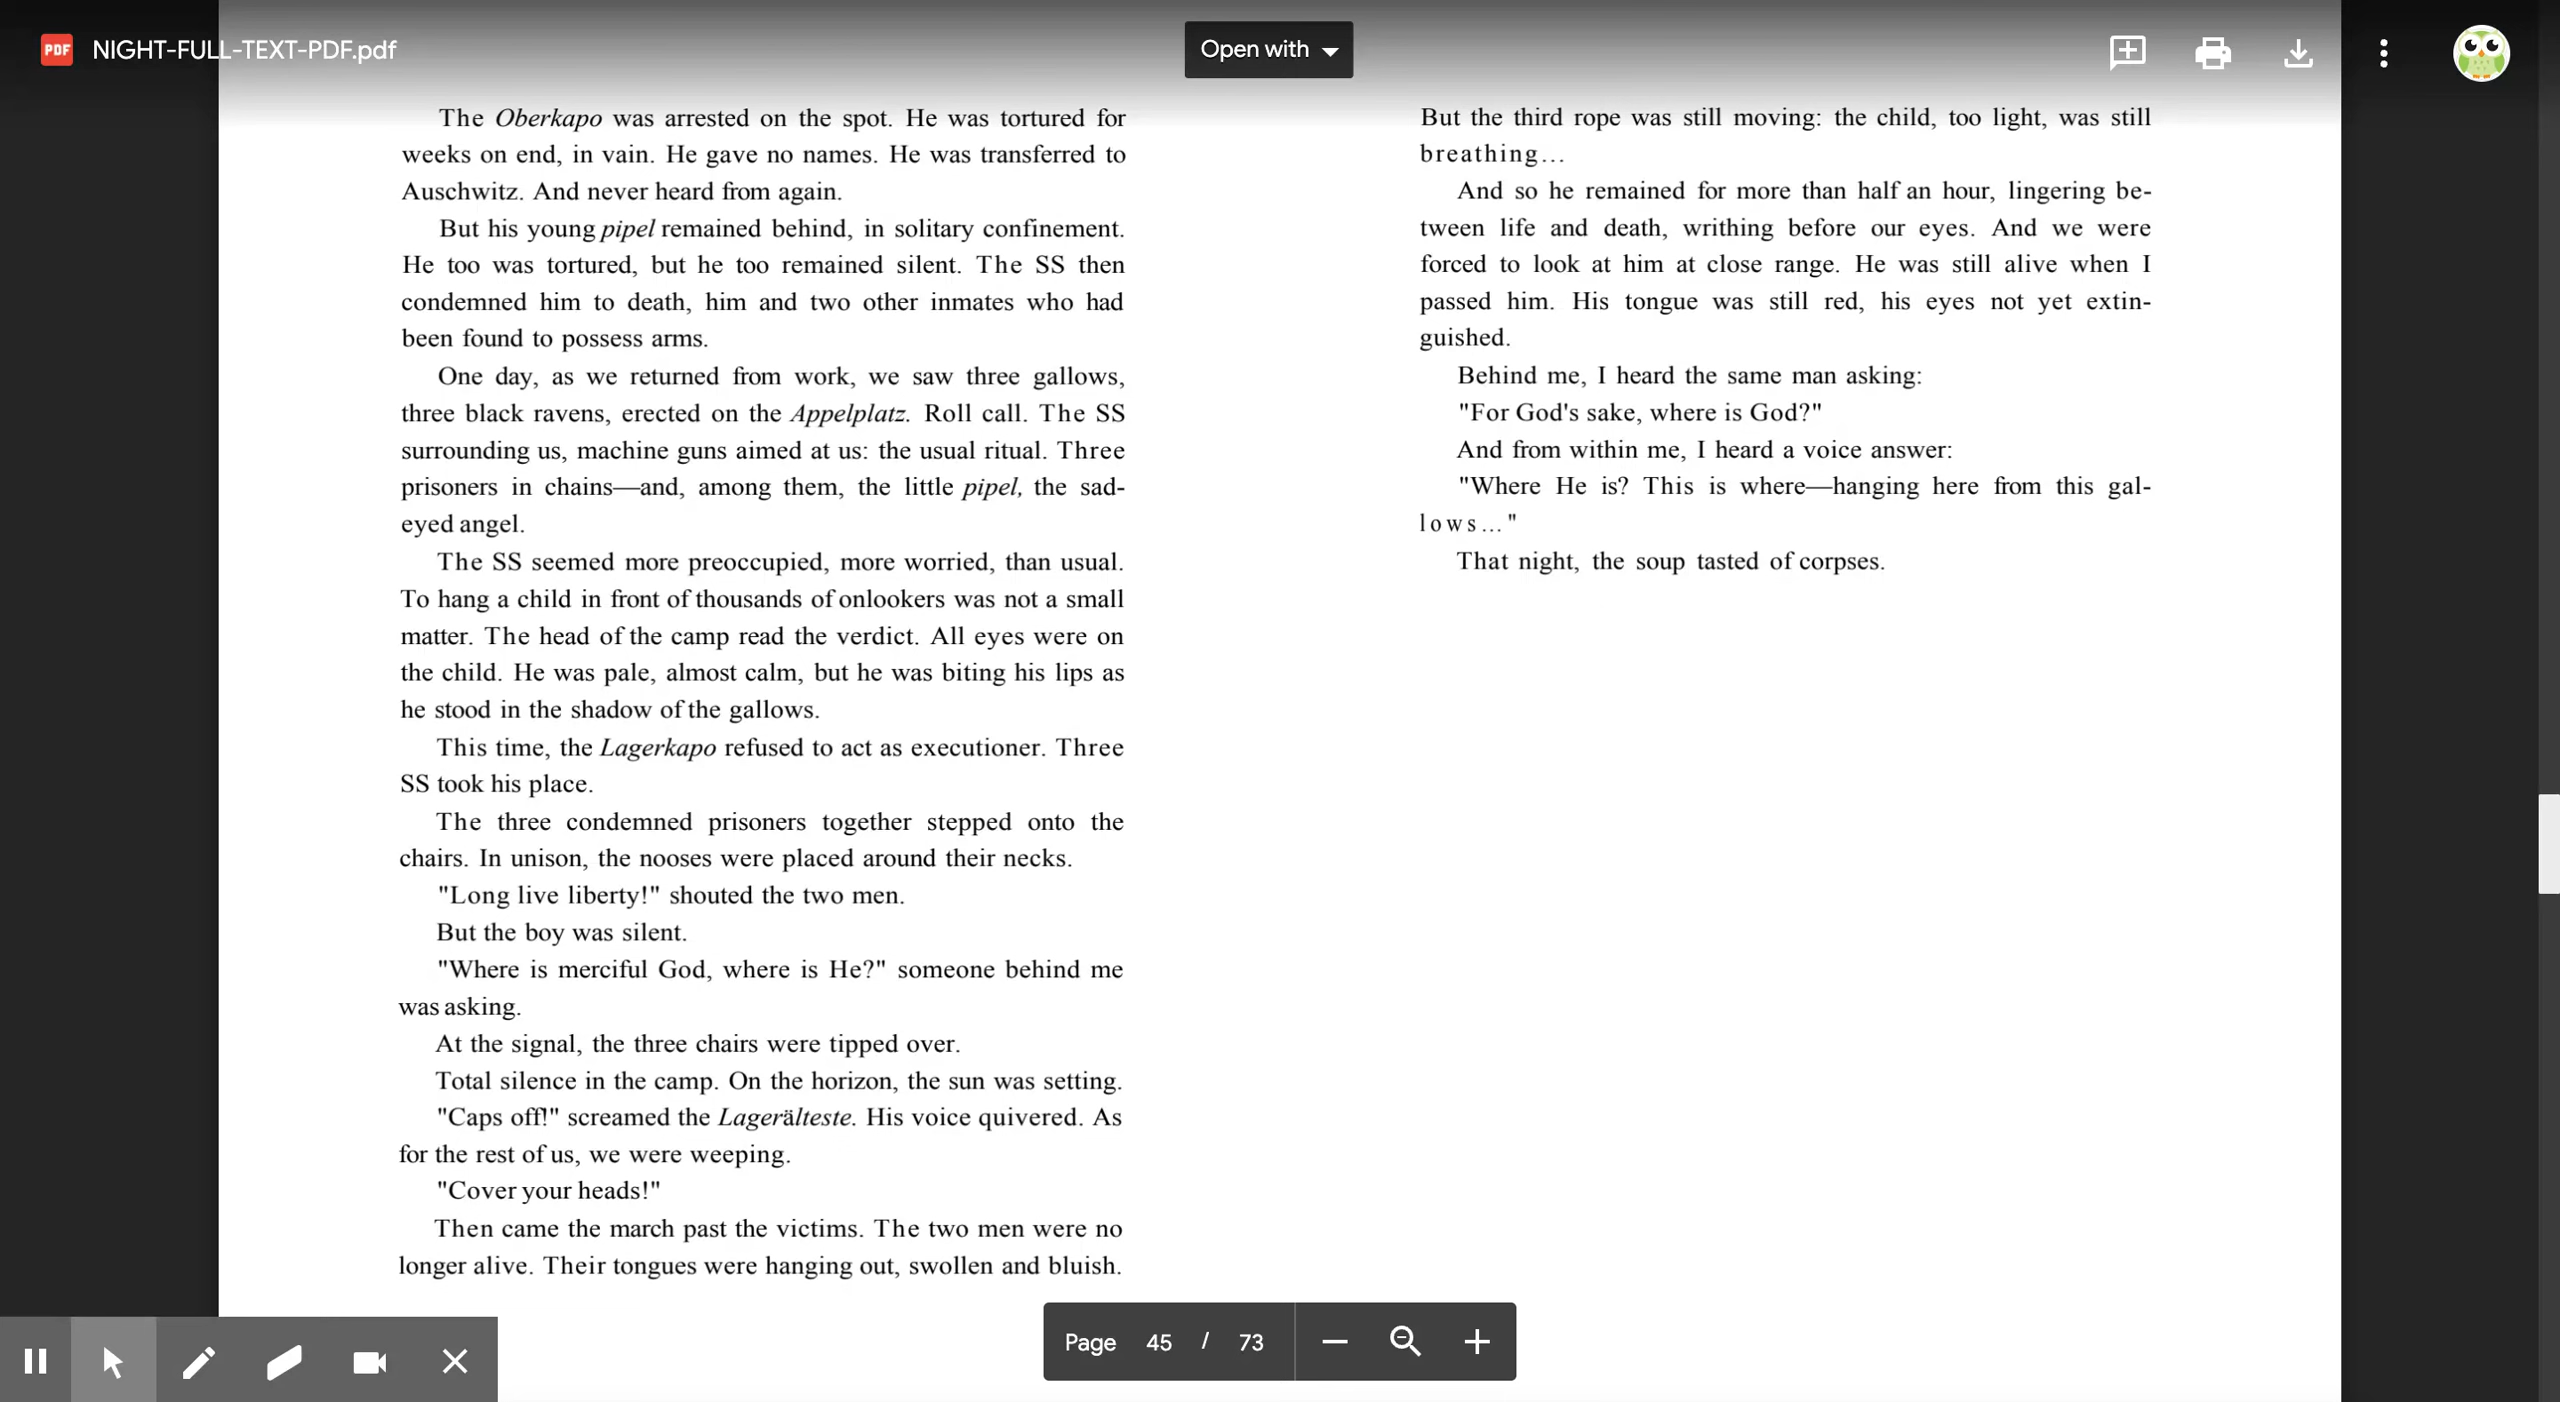 PDF NIGHT-FULL-TEXT-PDF.pdf
Open with
The Oberkapo was arrested on the spot. He was tortured for
weeks on end, in vain. He gave no names. He was transferred to
Auschwitz. And never heard from again.
But his young pipel remained behind, in solitary confinement.
He too was tortured, but he too remained silent. The SS then
condemned him to death, him and two other inmates who had
been found to possess arms.
One day, as we returned from work, we saw three gallows,
three black ravens, erected on the Appelplatz. Roll call. The SS
surrounding us, machine guns aimed at us: the usual ritual. Three
prisoners in chains—and, among them, the little pipel, the sad-
eyed angel.
The SS seemed more preoccupied, more worried, than usual.
To hang a child in front of thousands of onlookers was not a small
matter. The head of the camp read the verdict. All eyes were on
the child. He was pale, almost calm, but he was biting his lips as
he stood in the shadow of the gallows.
This time, the Lagerkapo refused to act as executioner. Three
SS took his place.
The three condemned prisoners together stepped onto the
chairs. In unison, the nooses were placed around their necks.
"Long live liberty!" shouted the two men.
But the boy was silent.
"Where is merciful God, where is He?" someone behind me
was asking.
At the signal, the three chairs were tipped over.
Total silence in the camp. On the horizon, the sun was setting.
"Caps off!" screamed the Lagerälteste. His voice quivered. As
for the rest of us, we were weeping.
"Cover your heads!"
Then came the march past the victims. The two men were no
longer alive. Their tongues were hanging out, swollen and bluish.
But the third rope was still moving: the child, too light, was still
breathing...
And so he remained for more than half an hour, lingering be-
tween life and death, writhing before our eyes. And we were
forced to look at him at close range. He was still alive when I
passed him. His tongue was still red, his eyes not yet extin-
guished.
Behind me, I heard the same man asking:
"For God's sake, where is God?"
And from within me, I heard a voice answer:
"Where He is? This is where—hanging here from this gal-
lows..."
That night, the soup tasted of corpses.
Page 45 / 73